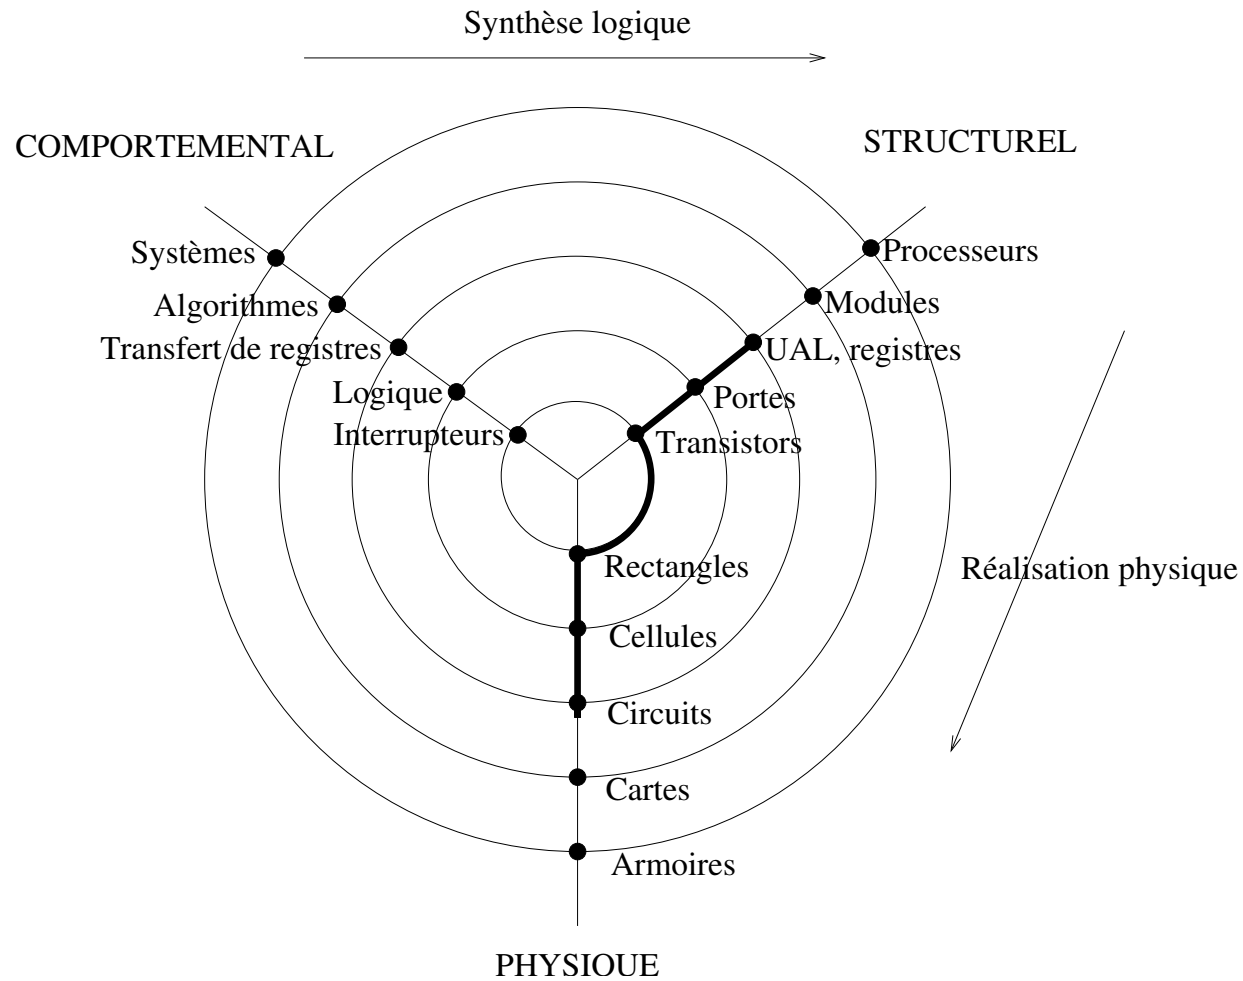 Synthèse logique
COMPORTEMENTAL
STRUCTUREL
Systèmes
Processeurs
Algorithmes
Modules
Transfert de registres
UAL, registres
Logique
Portes
Interrupteurs
Transistors
Rectangles
Réalisation physique
Cellules
Circuits
Cartes
Armoires
PHYSIOUE